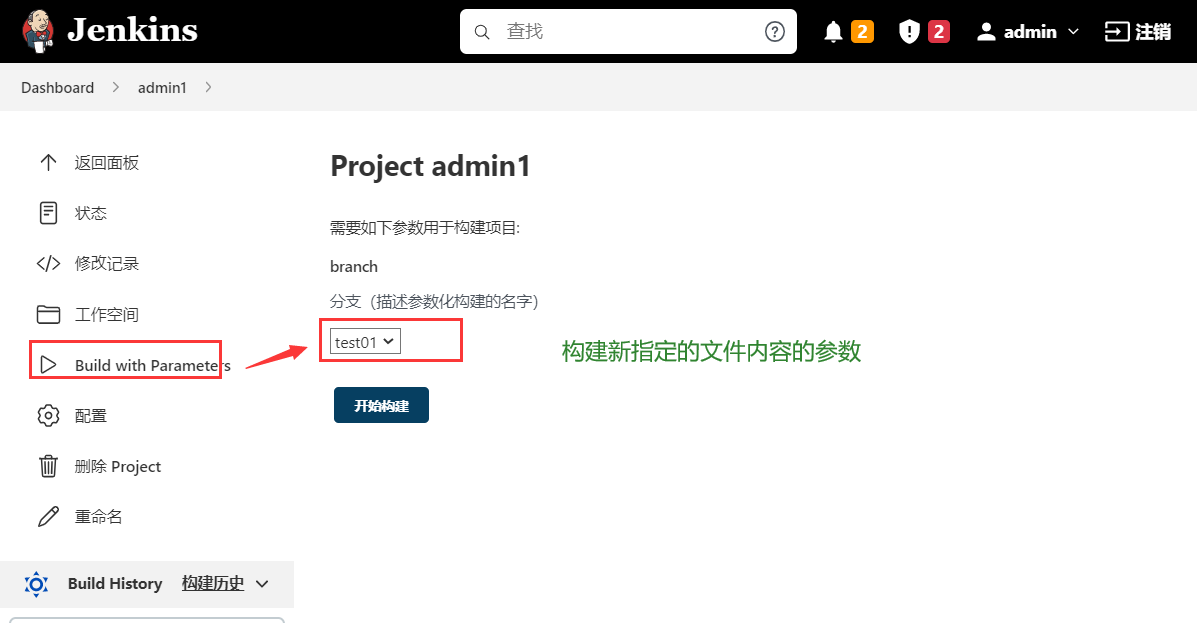 Jenkins
查找
2
2
admin
注销
Dashboard
admin1
返回面板
状态
修改记录
工作空间
Build with Parameters
配置
删除 Project
重命名
Build History 构建历史
Project admin1
需要如下参数用于构建项目:
branch
分支（描述参数化构建的名字）
test01
构建新指定的文件内容的参数
开始构建